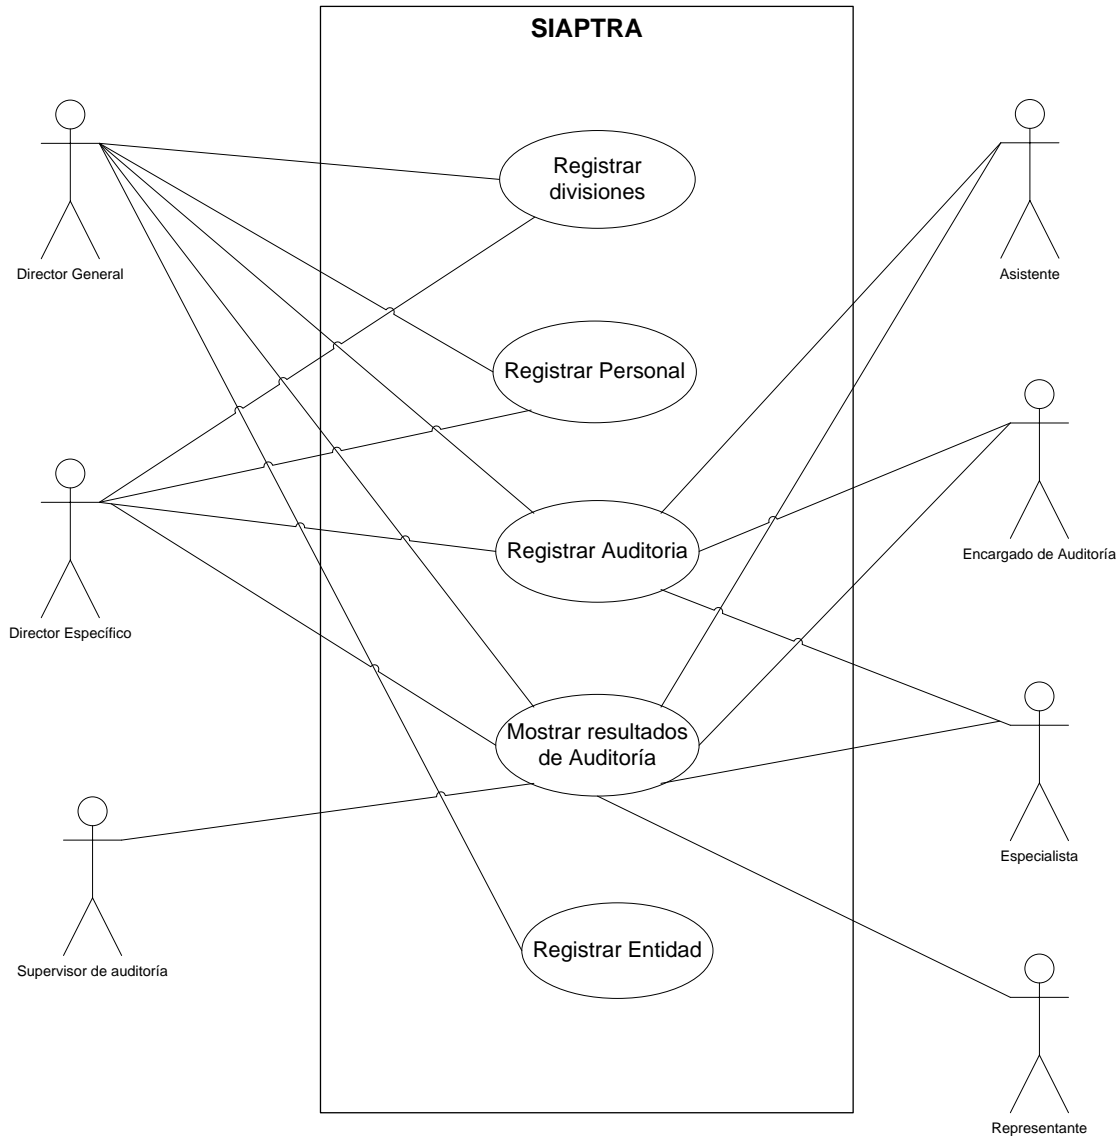 SIAPTRA
Registrar
divisiones
Director General
Asistente
Registrar Personal
Registrar Auditoria
Encargado de Auditoría
Director Específico
Mostrar resultados
de Auditoría
Especialista
Registrar Entidad
Supervisor de auditoría
Representante